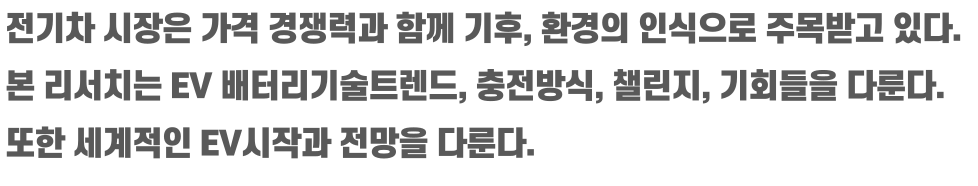 전기차 시장은 가격 경쟁력과 함께 기후, 환경의 인식으로 주목받고 있다.
본 리서치는 EV 배터리기술트렌드, 충전방식, 챌린지, 기회들을 다룬다.
또한 세계적인 EV시작과 전망을 다룬다.